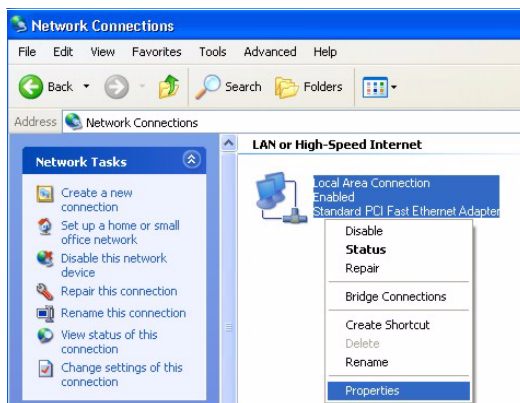 Network Connections
File Edit View Favorites Tools Advanced Help
Back Search Folders
Address Network Connections
Network Tasks
Create a new
connection
Set up a home or small
office network
Disable this network
device
Repair this connection
Rename this connection
View status of this
connection
Change settings of this
connection
LAN or High-Speed Internet
Local Area Connection
Enabled
Standard PCI Fast Ethernet Adapter
Disable
Status
Repair
Bridge Connections
Create Shortcut
Delete
Rename
Properties